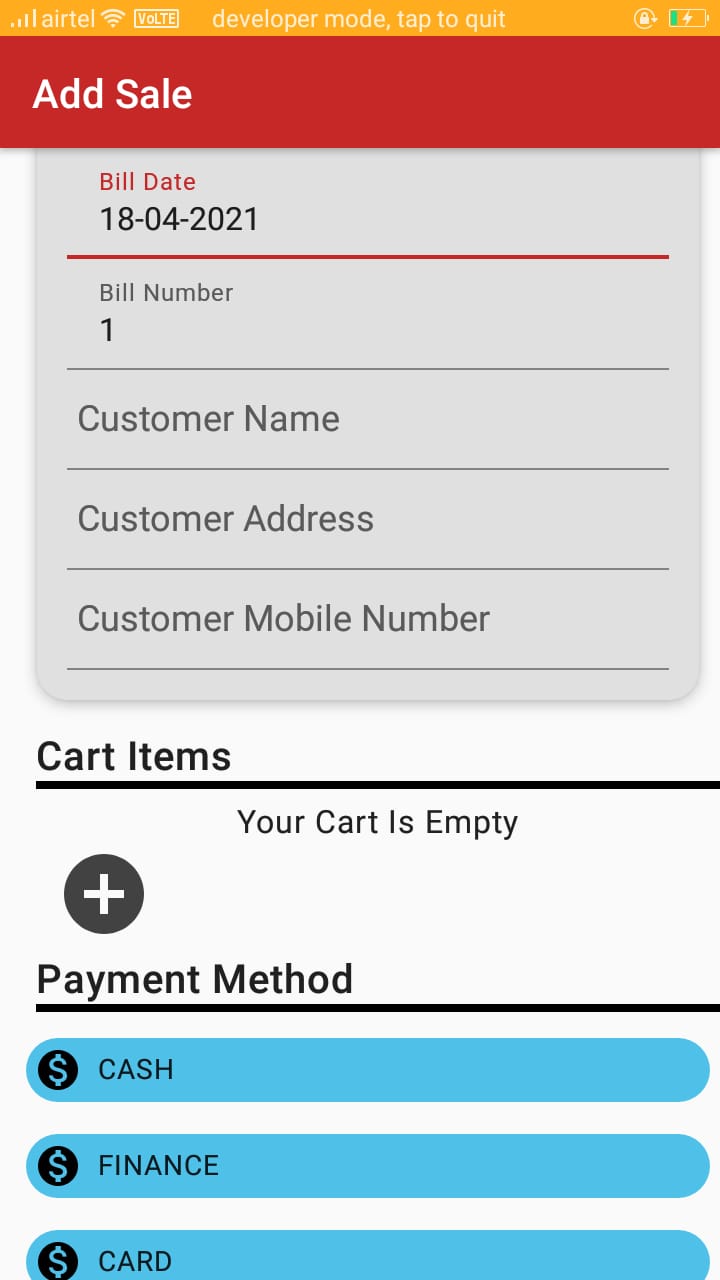 airtel VoLTE developer mode, tap to quit
Add Sale
Bill Date
18-04-2021
Bill Number
1
Customer Name
Customer Address
Customer Mobile Number
Cart Items
Your Cart Is Empty
Payment Method
$ CASH
$ FINANCE
$ CARD